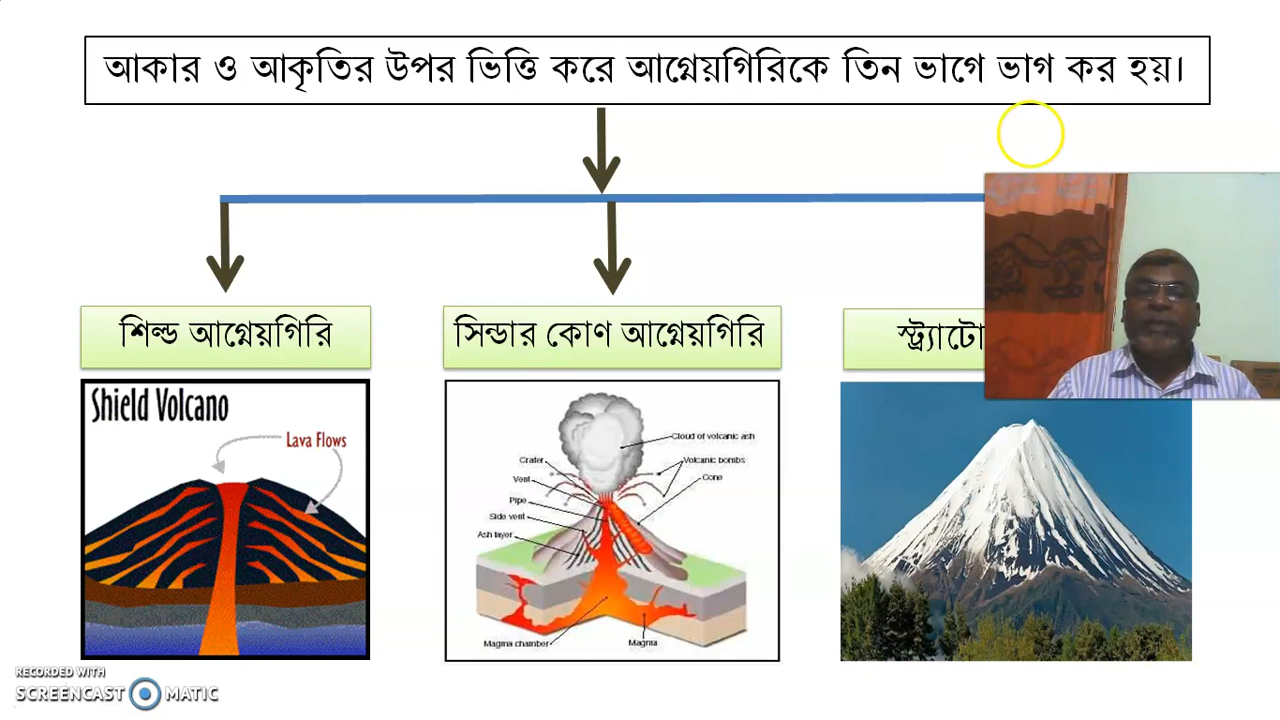 আকার ও আকৃতির উপর ভিত্তি করে আগ্নেয়গিরিকে তিন ভাগে ভাগ কর হয়।
শিল্ড আগ্নেয়গিরি
সিন্ডার কোণ আগ্নেয়গিরি
স্ট্র্যাটো
Shield Volcano
Lava Flows
Cloud of volcanic ash
Crater
Volcanic bombs
Vent
Cone
Pipe
Side vent
Ash layer
Magma chamber
Magma
RECORDED WITH
SCREENCAST MATIC